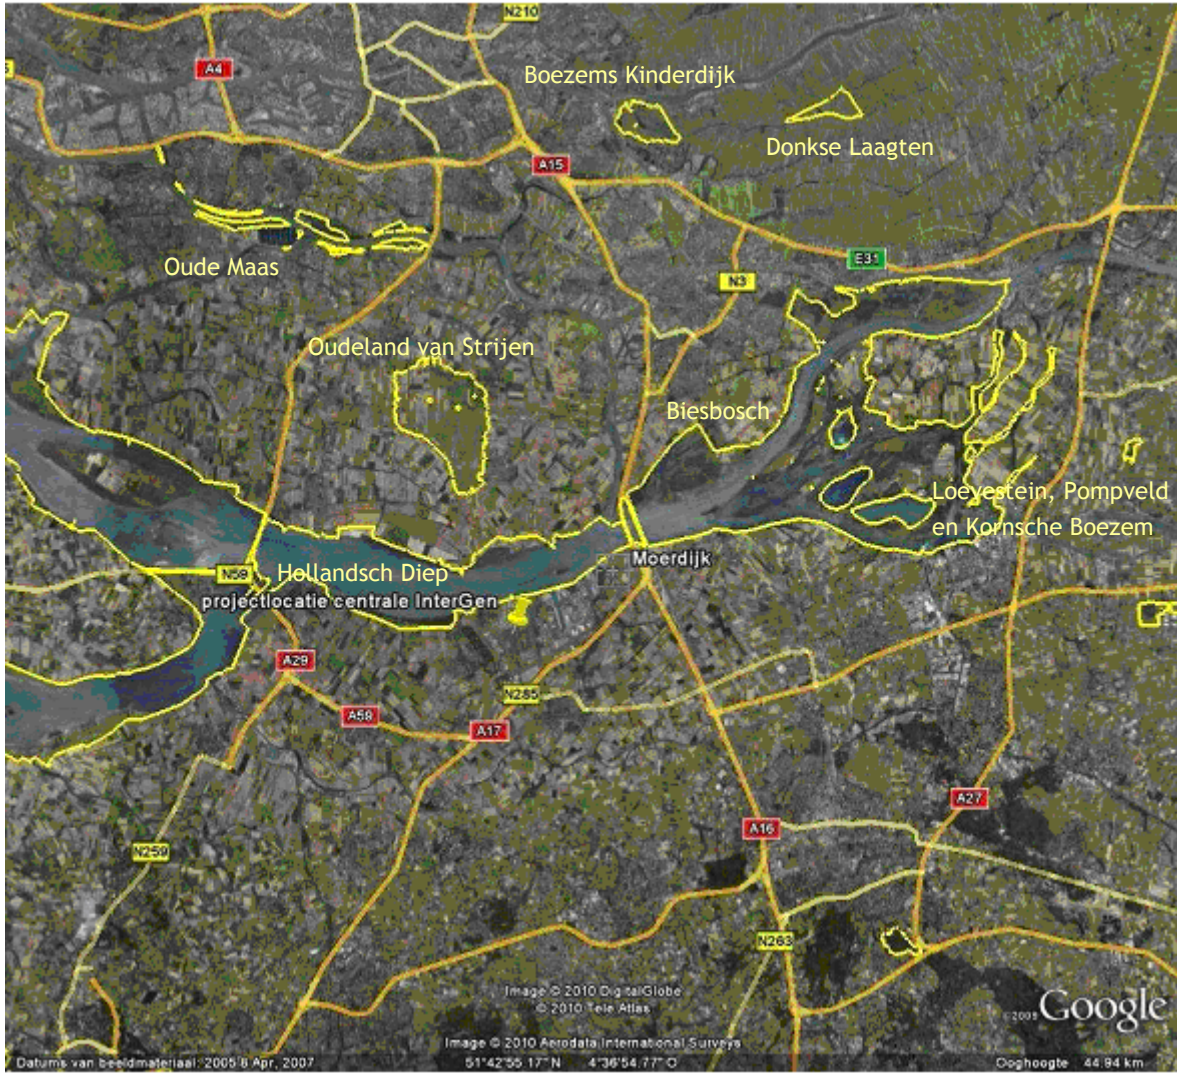 N210
A4
Boezems Kinderdijk
Donkse Laagten
A15
E31
Oude Maas
N3
Oudeland van Strijen
Biesbosch
Loevestein, Pompveld
en Kornsche Boezem
Moerdijk
N59
Hollandsch Diep
projectlocatie centrale InterGen
A29
N285
A59
A17
A27
A16
N259
N263
Image © 2010 DigitalGlobe
© 2010 Tele Atlas
©2009 Google
Image © 2010 Aerodata International Surveys
Datums van beeldmateriaal: 2005 8 Apr, 2007
51°42'55.17" N 4°36'54.77" O
Ooghoogte 44.94 km